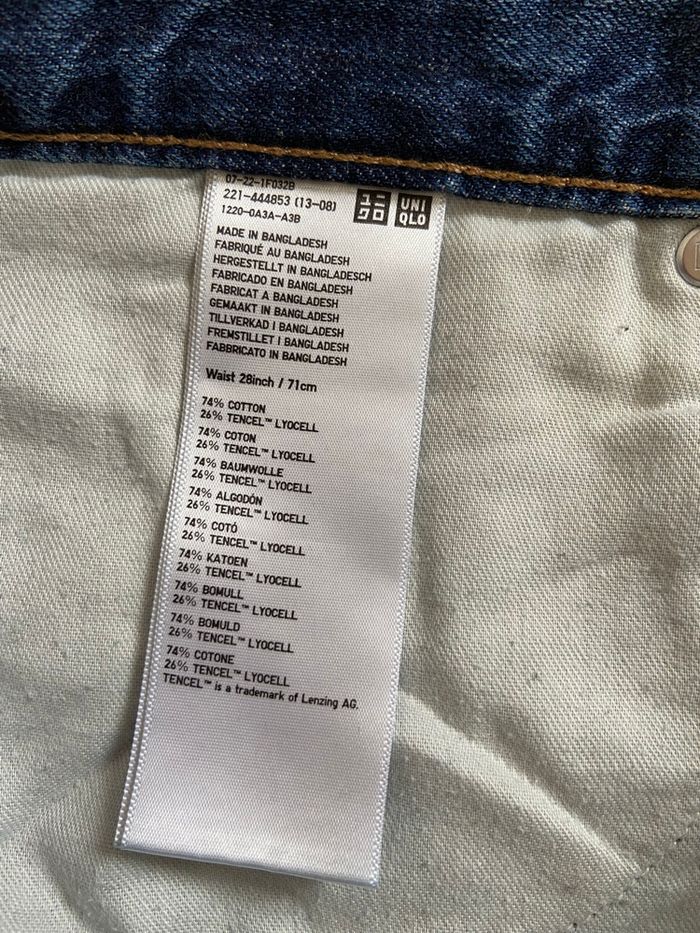 07-22-1F032B
221-444853 (13-08)
1220-0A3A-A3B
ユニ
クロ
UNI
QLO
MADE IN BANGLADESH
FABRIQUÉ AU BANGLADESH
HERGESTELLT IN BANGLADESCH
FABRICADO EN BANGLADESH
FABRICAT A BANGLADESH
GEMAAKT IN BANGLADESH
TILLVERKAD I BANGLADESH
FREMSTILLET I BANGLADESH
FABBRICATO IN BANGLADESH
Waist 28inch / 71cm
74% COTTON
26% TENCEL™ LYOCELL
74% COTON
26% TENCEL™ LYOCELL
74% BAUMWOLLE
26% TENCEL™ LYOCELL
74% ALGODÓN
26% TENCEL™ LYOCELL
74% COTÓ
26% TENCEL™ LYOCELL
74% KATOEN
26% TENCEL™ LYOCELL
74% BOMULL
26% TENCEL™ LYOCELL
74% BOMULD
26% TENCEL™ LYOCELL
74% COTONE
26% TENCEL™ LYOCELL
TENCEL™ is a trademark of Lenzing AG.